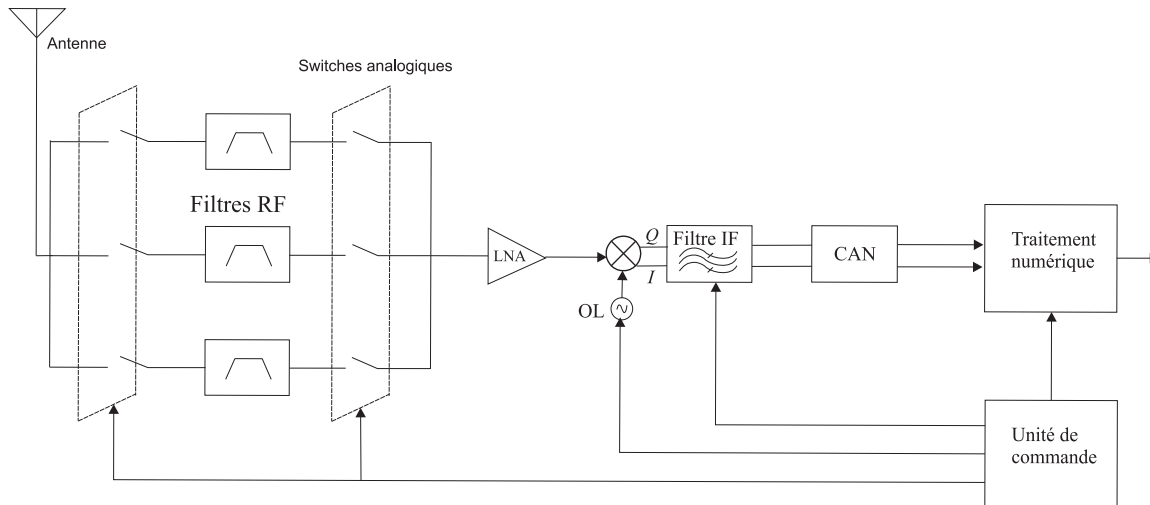 Antenne
Switches analogiques
Filtres RF
LNA
Q
I
OL
Filtre IF
CAN
Traitement
numérique
Unité de
commande